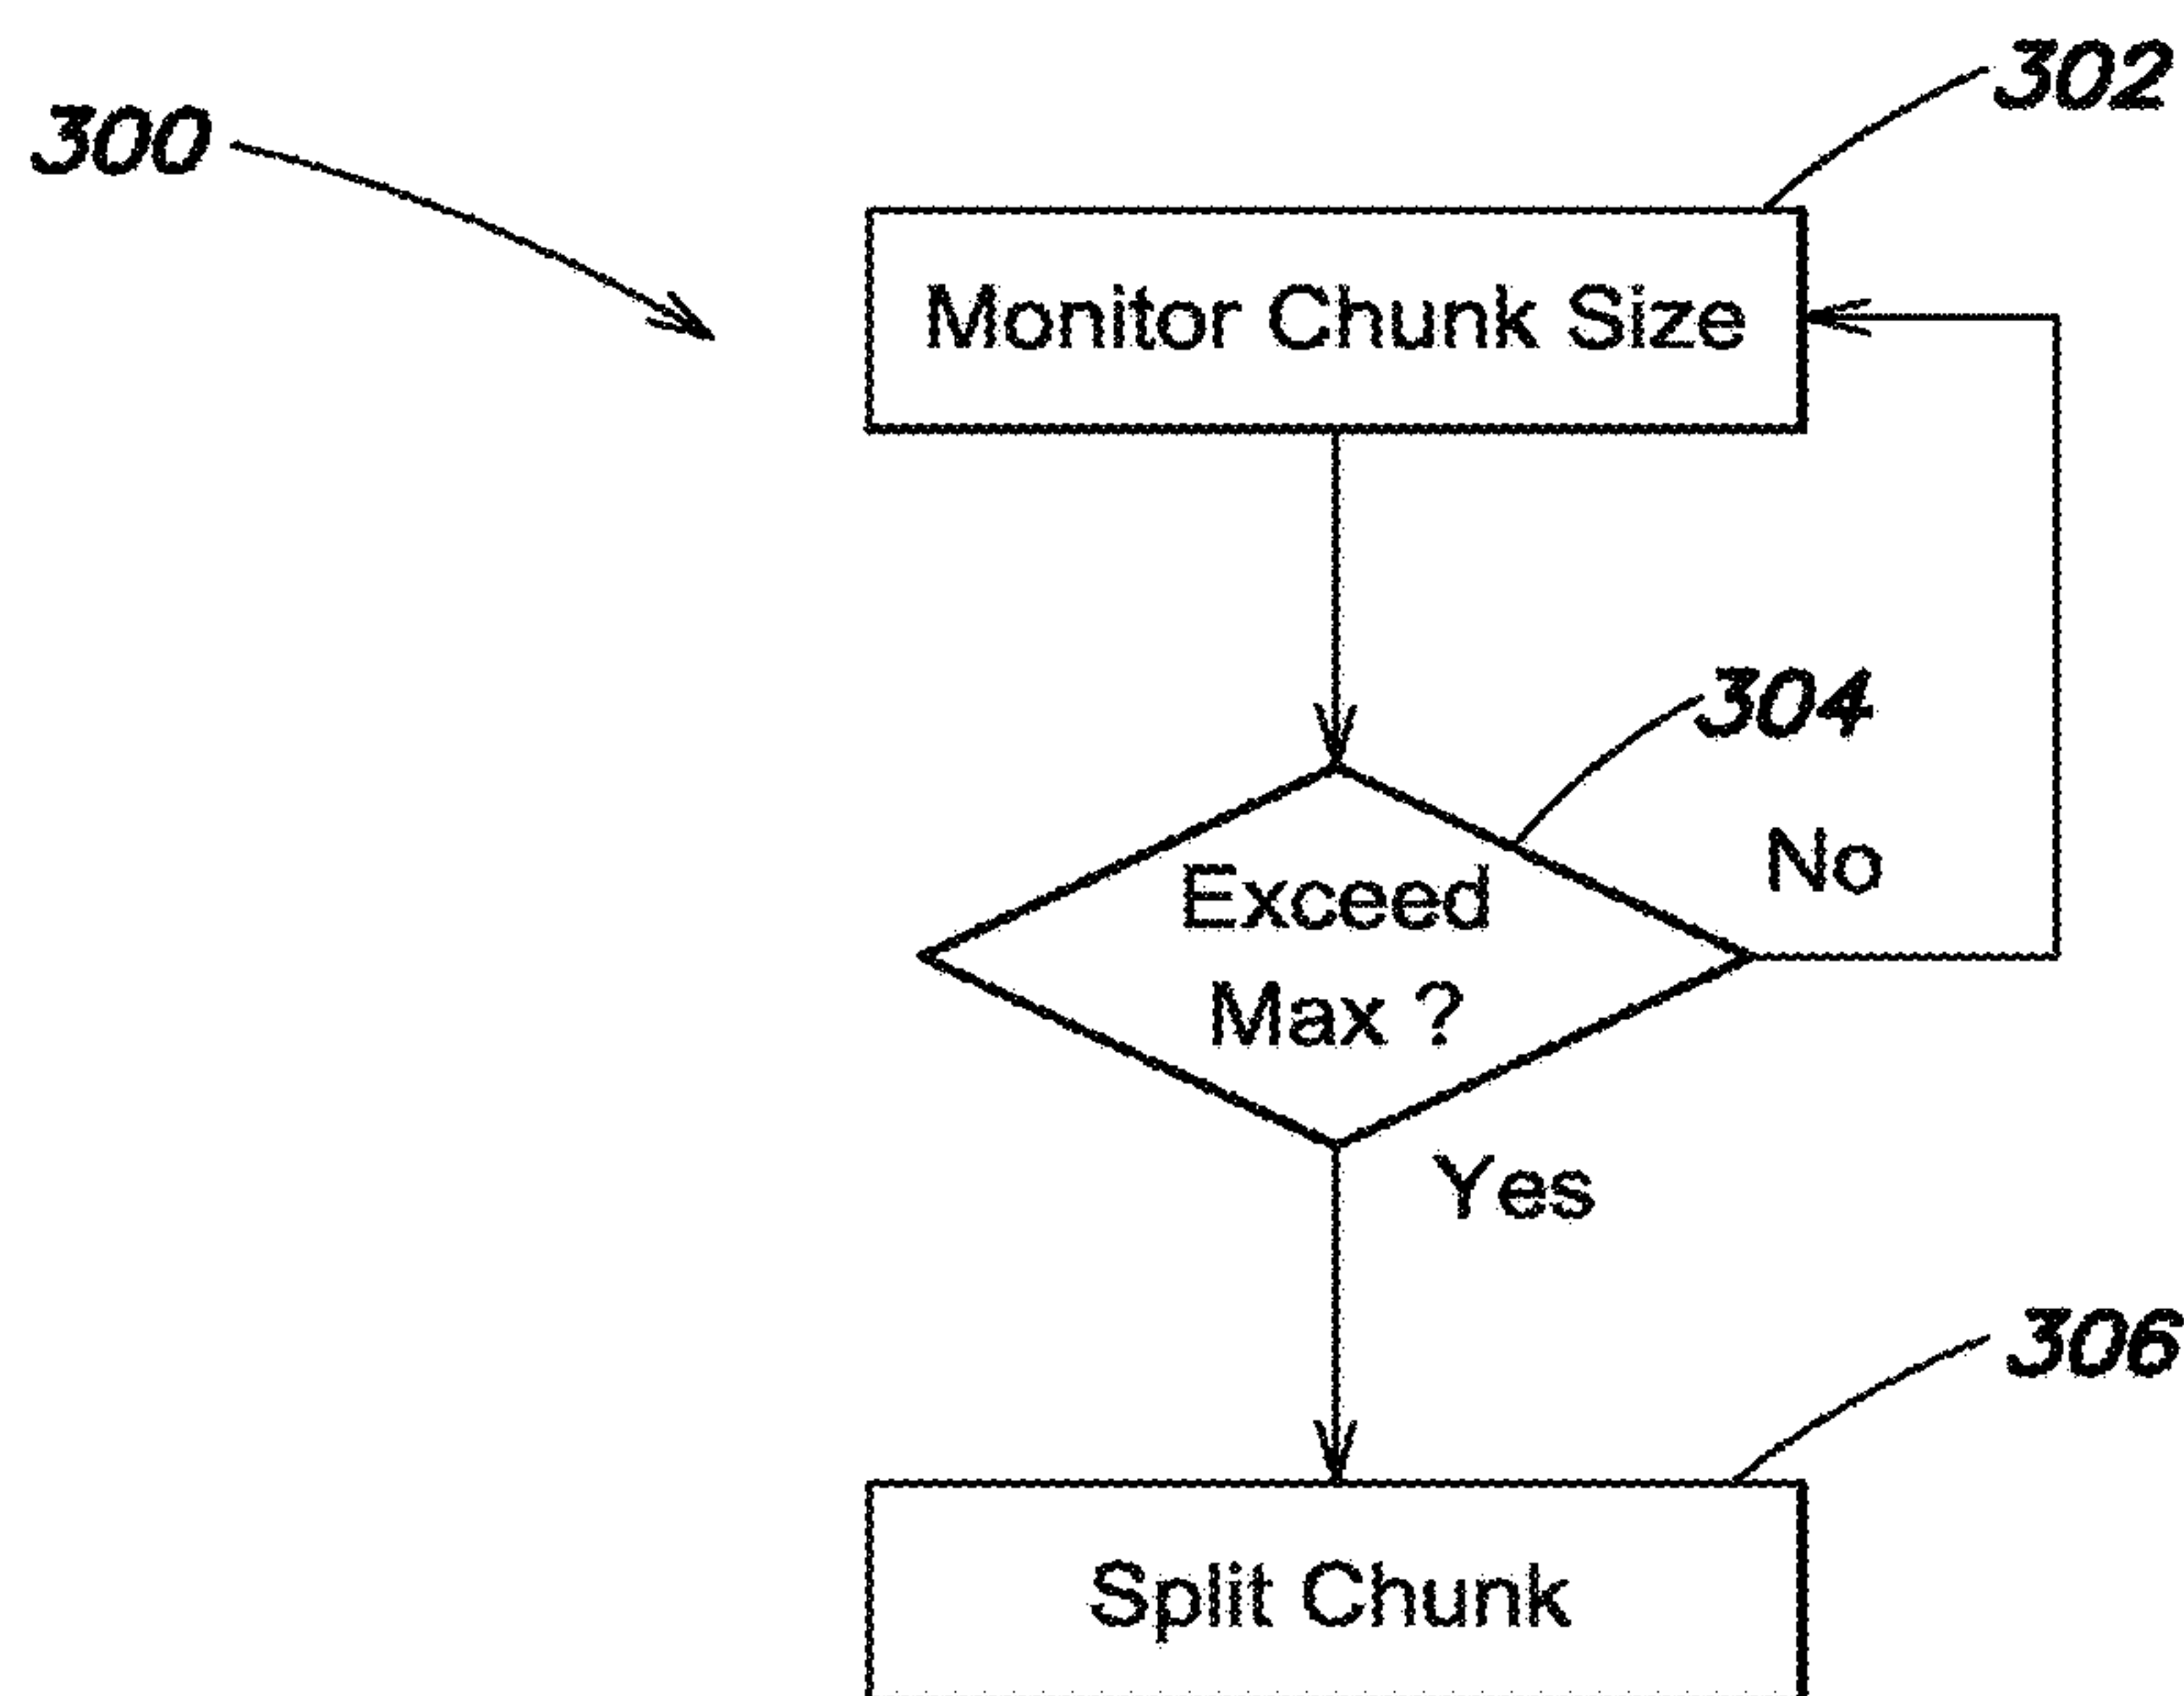 302
300
Monitor Chunk Size
304
No
Exceed
Max ?
Yes
306
Split Chunk